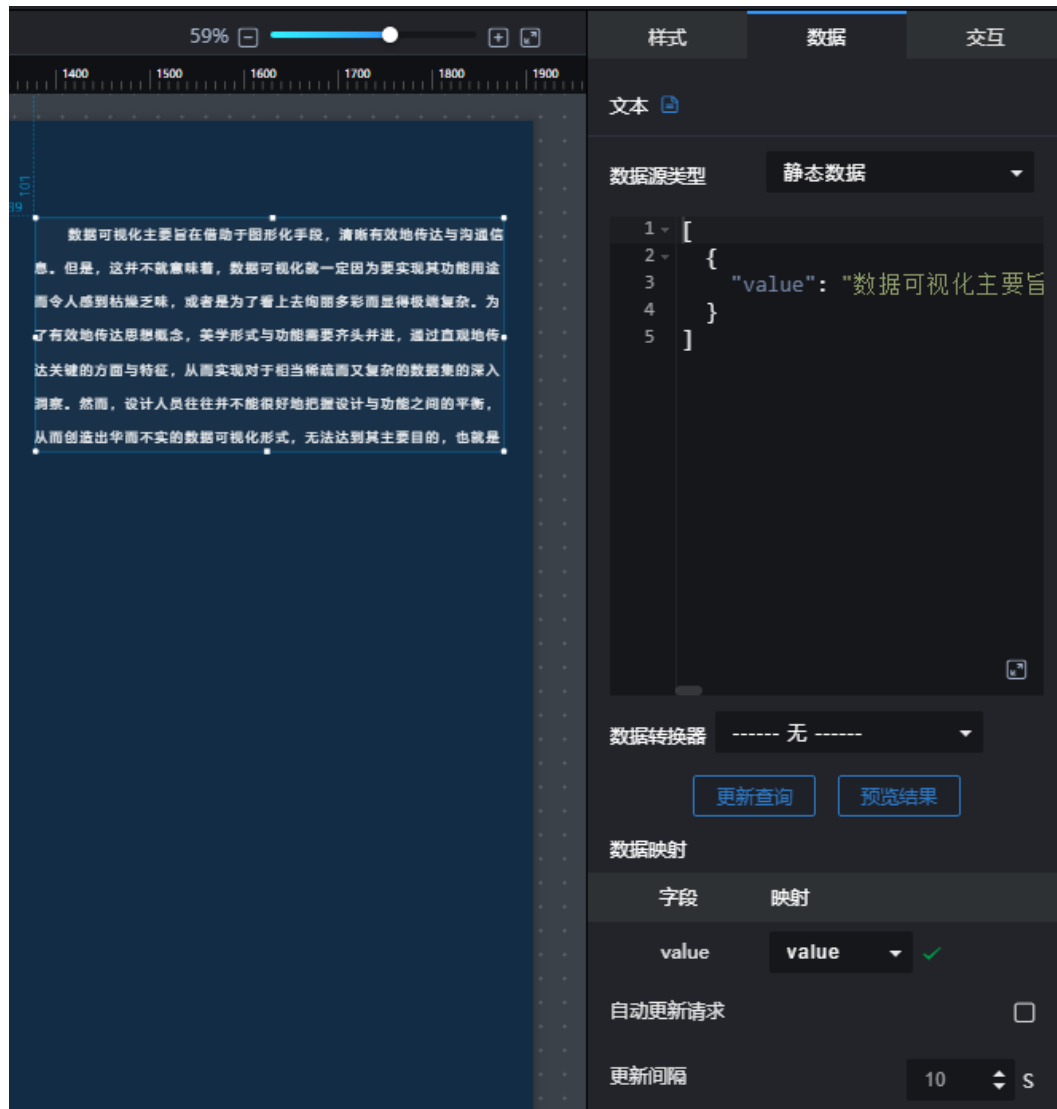 59%
样式 数据 交互
1400 1500 1600 1700 1800 1900
文本
101
数据源类型 静态数据
数据可视化主要旨在借助于图形化手段，清晰有效地传达与沟通信
息。但是，这并不就意味着，数据可视化就一定因为要实现其功能用途
而令人感到枯燥乏味，或者是为了看上去绚丽多彩而显得极端复杂。为
了有效地传达思想概念，美学形式与功能需要齐头并进，通过直观地传
达关键的方面与特征，从而实现对于相当稀疏而又复杂的数据集的深入
洞察。然而，设计人员往往并不能很好地把握设计与功能之间的平衡，
从而创造出华而不实的数据可视化形式，无法达到其主要目的，也就是
1 [
2 {
3 "value": "数据可视化主要旨
4 }
5 ]
数据转换器 ------ 无 ------
更新查询 预览结果
数据映射
字段 映射
value value
自动更新请求
更新间隔 10 S